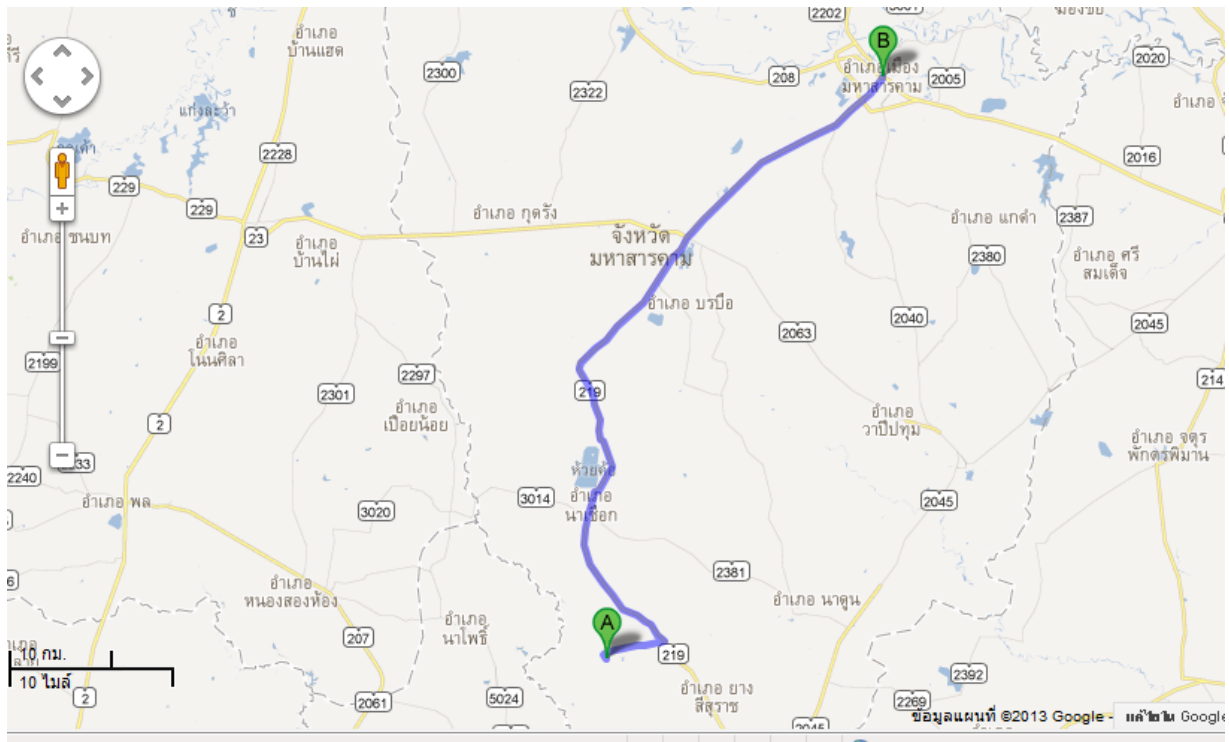 2202
อำเภอ
บ้านแฮด
B
2300
208
อำเภอเมือง
มหาสารคาม
2005
2020
2322
แก่งละว้า
2228
2016
229
229
อำเภอ กุดรัง
อำเภอ แกดำ
2387
อำเภอ ชนบท
23
อำเภอ
บ้านไผ่
จังหวัด
มหาสารคาม
2380
อำเภอ ศรี
สมเด็จ
อำเภอ บรบือ
2
2063
2040
2045
อำเภอ
โนนศิลา
2199
2297
2301
219
214
อำเภอ
เปือยน้อย
อำเภอ
วาปีปทุม
2
อำเภอ จตุร
พักตรพิมาน
2240
3014
อำเภอ
นาเชือก
2045
อำเภอ พล
3020
2381
อำเภอ
หนองสองห้อง
อำเภอ นาดูน
A
207
อำเภอ
นาโพธิ์
219
10 กม.
10 ไมล์
2392
อำเภอ ยาง
สีสุราช
2
2061
5024
2269
2045
ข้อมูลแผนที่ ©2013 Google -
Google